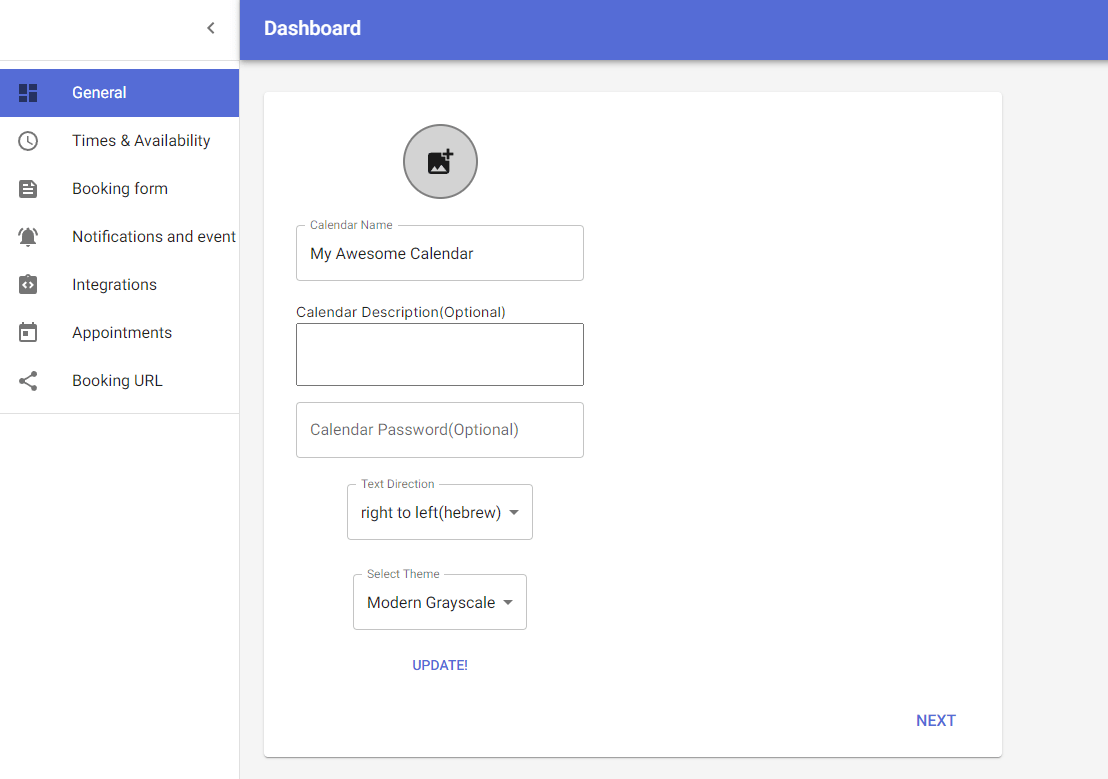 Dashboard
General
Times & Availability
Booking form
Notifications and event
Integrations
Appointments
Booking URL
Calendar Name
My Awesome Calendar
Calendar Description(Optional)
Calendar Password(Optional)
Text Direction
right to left(hebrew)
Select Theme
Modern Grayscale
UPDATE!
NEXT